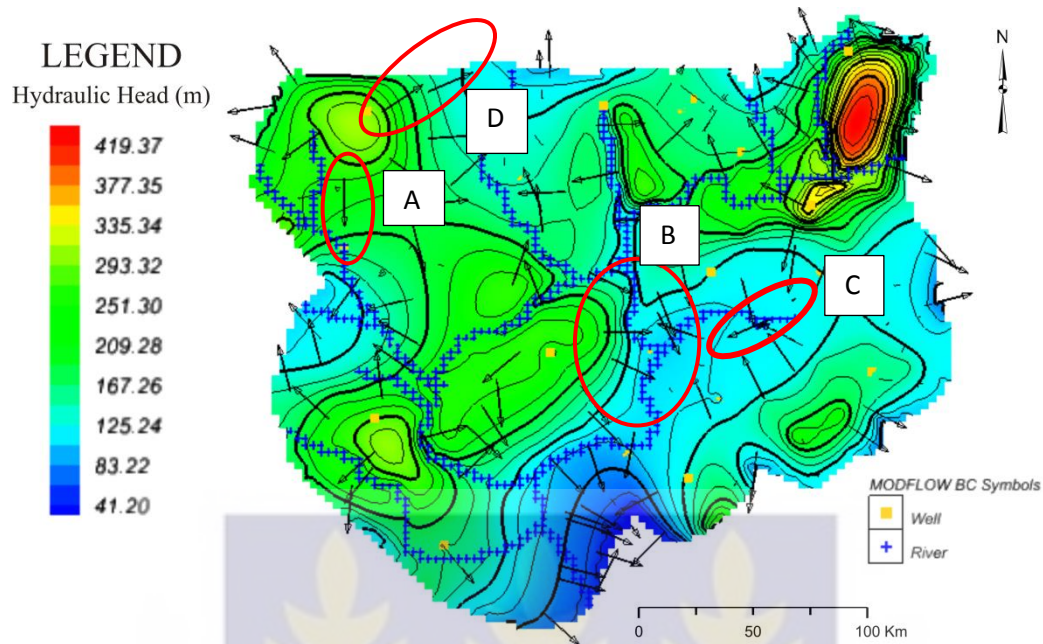 LEGEND
Hydraulic Head (m)
419.37
377.35
335.34
293.32
251.30
209.28
167.26
125.24
83.22
41.20
N
D
A
B
C
MODFLOW BC Symbols
Well
River
0 50 100 Km